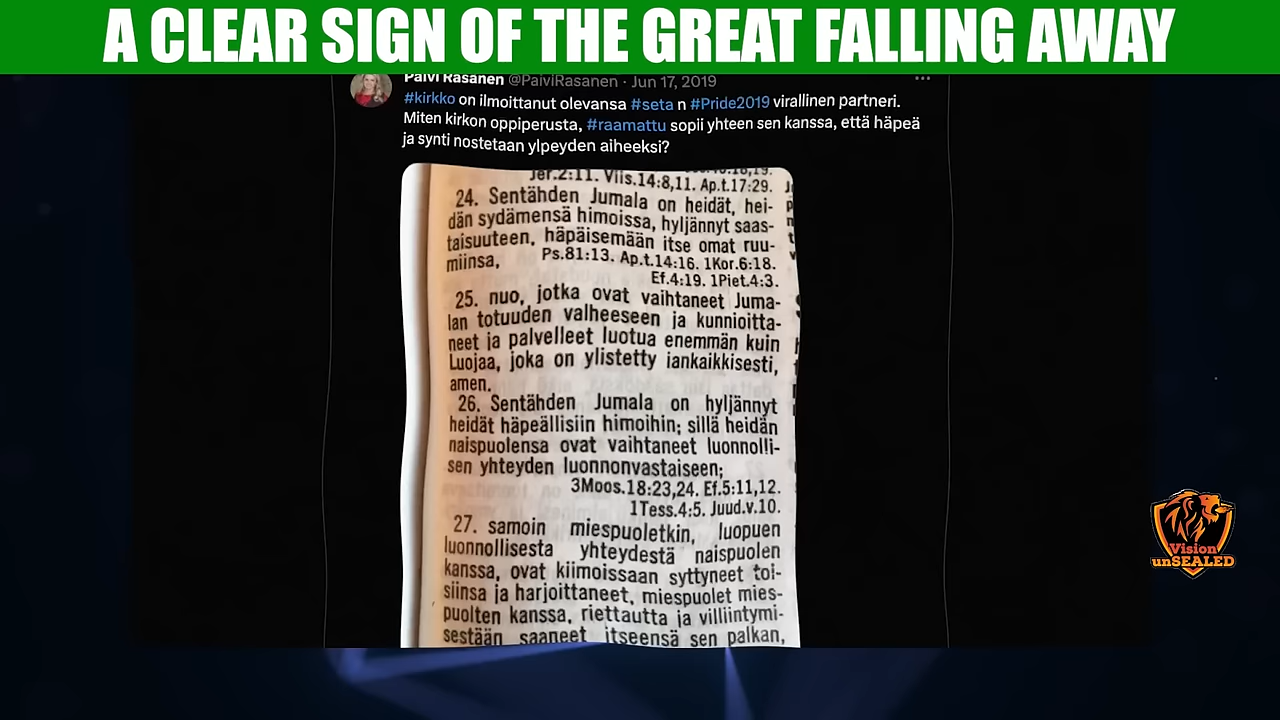 A CLEAR SIGN OF THE GREAT FALLING AWAY
Päivi Räsänen @PaiviRasanen · Jun 17, 2019
#kirkko on ilmoittanut olevansa #seta n #Pride2019 virallinen partneri.
Miten kirkon oppiperusta, #raamattu sopii yhteen sen kanssa, että häpeä
ja synti nostetaan ylpeyden aiheeksi?
Jer.2:11. Viis.14:8,11. Ap.t.17:29.
24. Sentähden Jumala on heidät, hei-
dän sydämensä himoissa, hyljännyt saas-
taisuuteen, häpäisemään itse omat ruu-
miinsa, Ps.81:13. Ap.t.14:16. 1Kor.6:18.
Ef.4:19. 1Piet.4:3.
25. nuo, jotka ovat vaihtaneet Juma-
lan totuuden valheeseen ja kunnioitta-
neet ja palvelleet luotua enemmän kuin
Luojaa, joka on ylistetty iankaikkisesti,
amen.
26. Sentähden Jumala on hyljännyt
heidät häpeällisiin himoihin; sillä heidän
naispuolensa ovat vaihtaneet luonnolli-
sen yhteyden luonnonvastaiseen;
3Moos.18:23,24. Ef.5:11,12.
1Tess.4:5. Juud.v.10.
27. samoin miespuoletkin, luopuen
luonnollisesta yhteydestä naispuolen
kanssa, ovat kiimoissaan syttyneet toi-
siinsa ja harjoittaneet, miespuolet mies-
puolten kanssa, riettautta ja villiintymi-
sestään saaneet itseensä sen palkan,
Vision
unSEALED